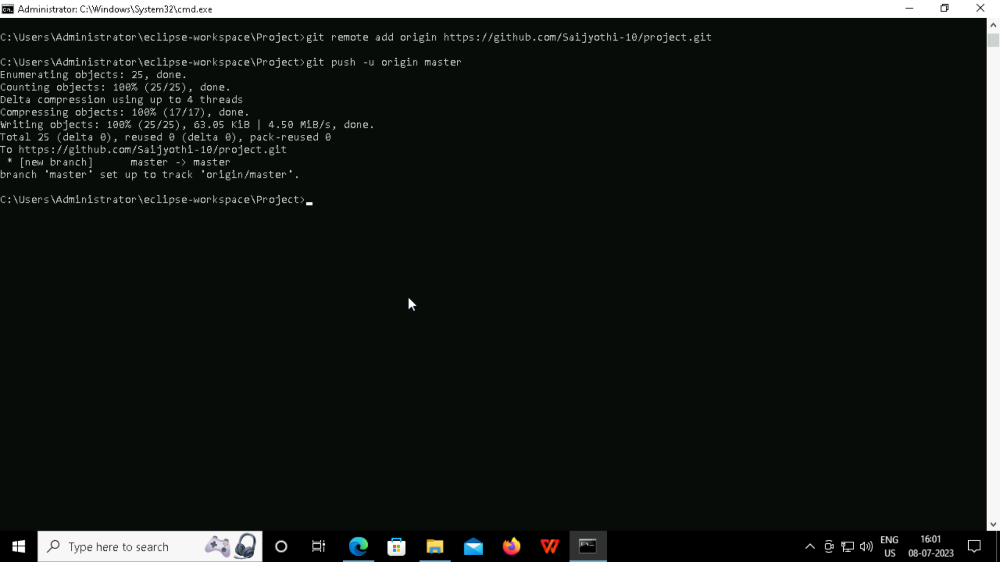 Administrator: C:\Windows\System32\cmd.exe
C:\Users\Administrator\eclipse-workspace\Project>git remote add origin https://github.com/Saijyothi-10/project.git
C:\Users\Administrator\eclipse-workspace\Project>git push -u origin master
Enumerating objects: 25, done.
Counting objects: 100% (25/25), done.
Delta compression using up to 4 threads
Compressing objects: 100% (17/17), done.
Writing objects: 100% (25/25), 63.05 KiB | 4.50 MiB/s, done.
Total 25 (delta 0), reused 0 (delta 0), pack-reused 0
To https://github.com/Saijyothi-10/project.git
 * [new branch]      master -> master
branch 'master' set up to track 'origin/master'.
C:\Users\Administrator\eclipse-workspace\Project>
Type here to search
ENG
US
16:01
08-07-2023